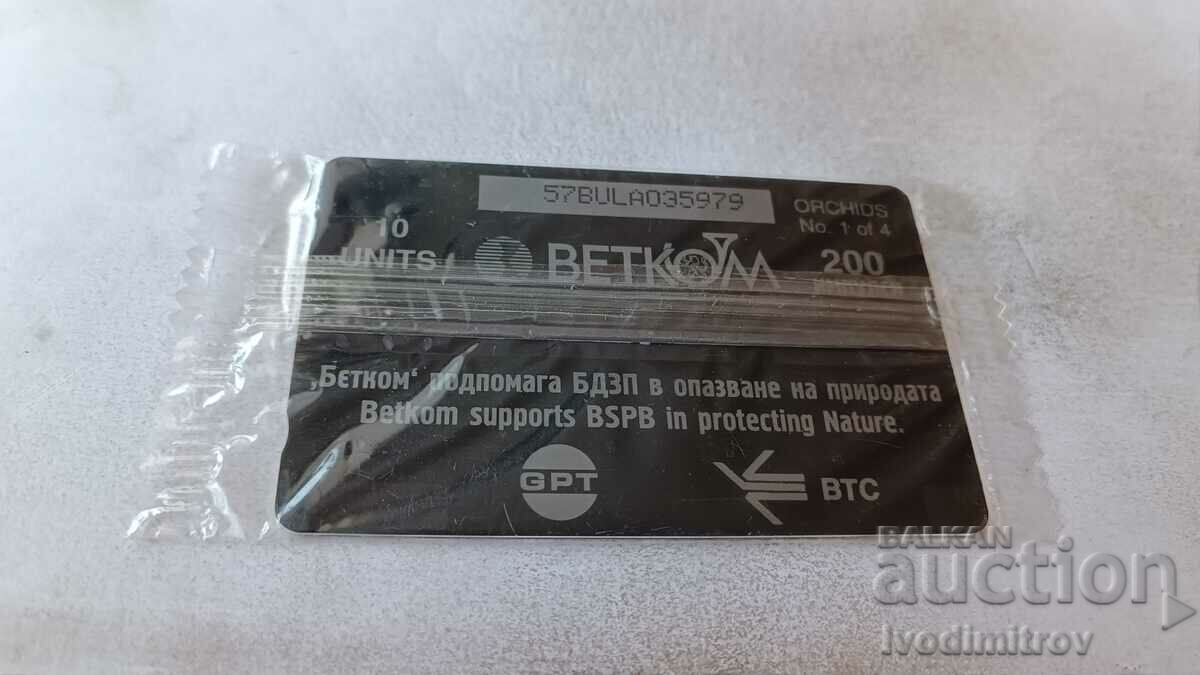 57BULA035979
ORCHIDS
No. 1 of 4
10
UNITS
BETKOM
200
„Бетком“ подпомага БДЗП в опазване на природата
Betkom supports BSPB in protecting Nature.
GPT
BTC
BALKAN
auction
ivodimitrov